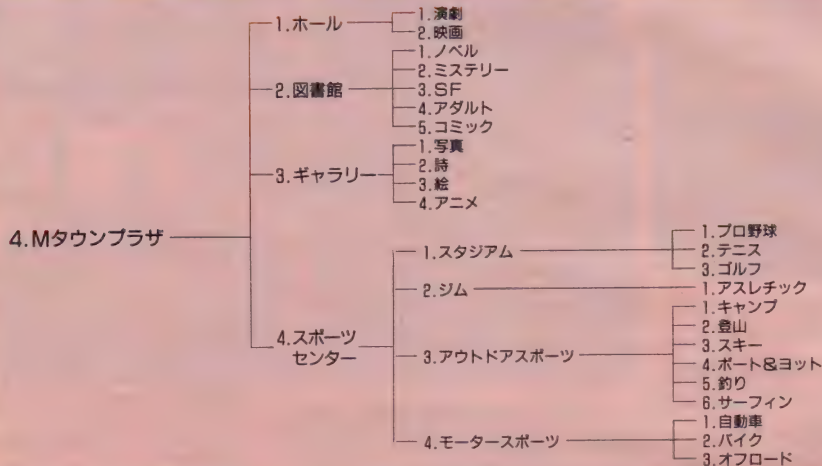 4.Mタウンプラザ
1.ホール
1.演劇
2.映画
2.図書館
1.ノベル
2.ミステリー
3.SF
4.アダルト
5.コミック
3.ギャラリー
1.写真
2.詩
3.絵
4.アニメ
4.スポーツ
センター
1.スタジアム
1.プロ野球
2.テニス
3.ゴルフ
2.ジム
1.アスレチック
3.アウトドアスポーツ
1.キャンプ
2.登山
3.スキー
4.ボート&ヨット
5.釣り
6.サーフィン
4.モータースポーツ
1.自動車
2.バイク
3.オフロード